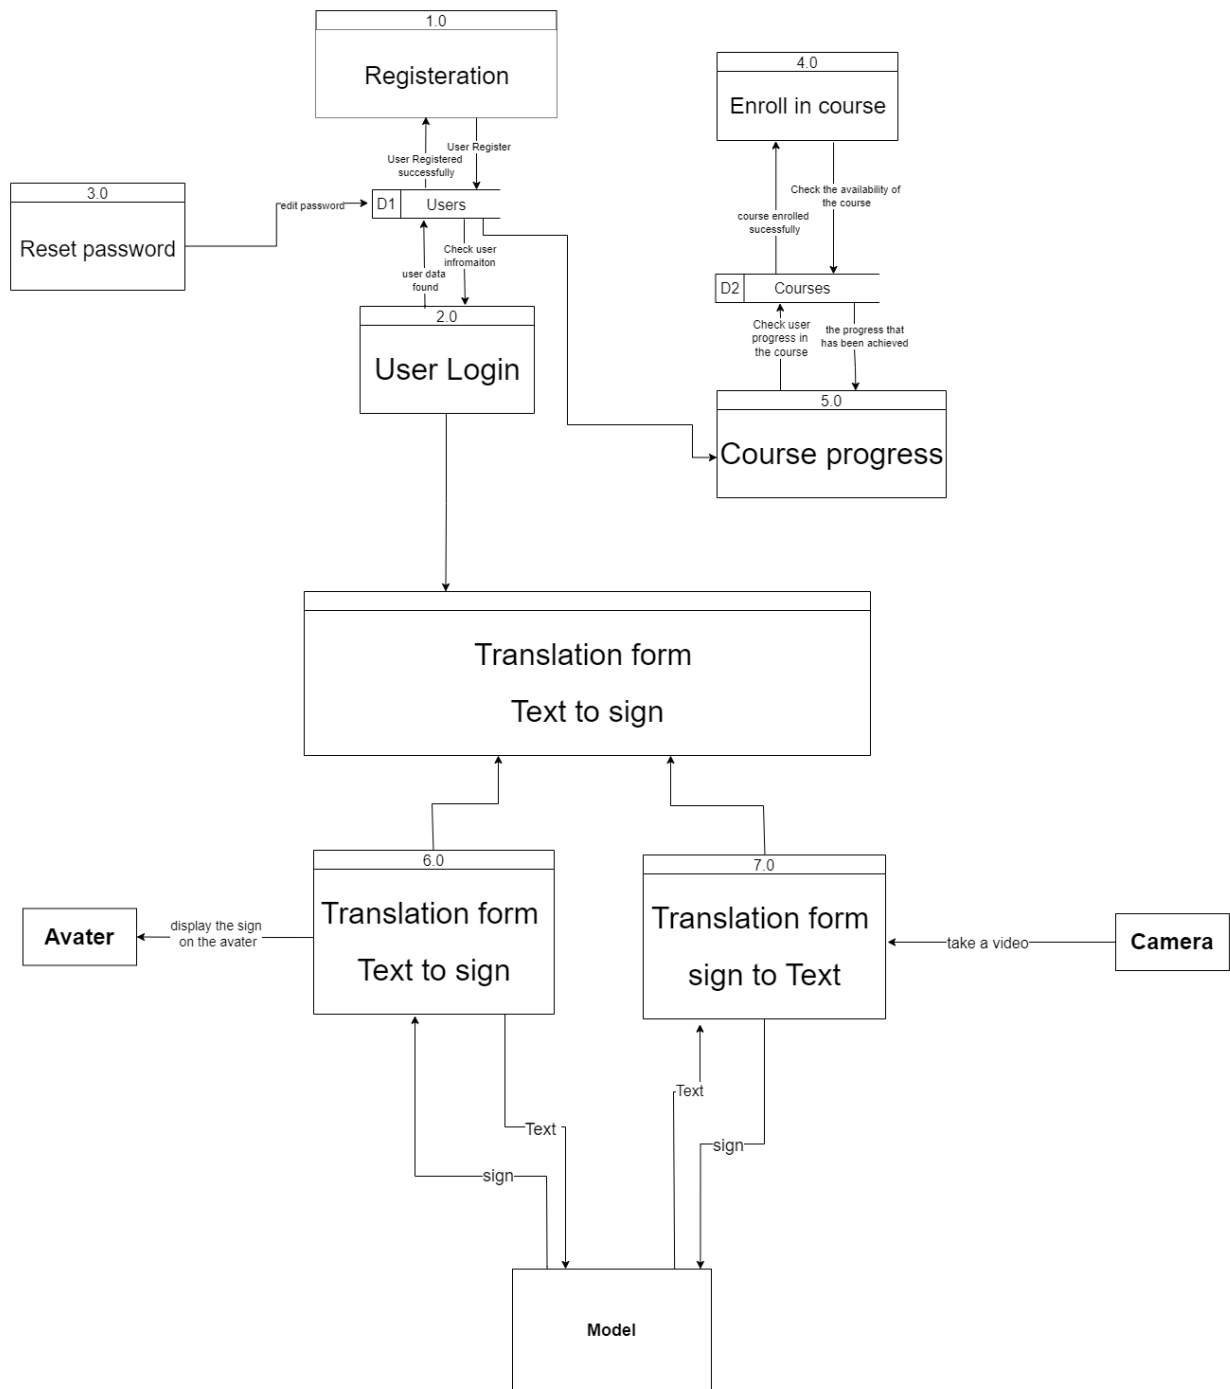 1.0
Registeration
4.0
Enroll in course
User Register
User Registered
successfully
3.0
Reset password
edit password
D1
Users
Check the availability of
the course
course enrolled
sucessfully
Check user
infromaiton
user data
found
D2
Courses
2.0
User Login
Check user
progress in
the course
the progress that
has been achieved
5.0
Course progress
Translation form
Text to sign
6.0
Translation form
Text to sign
7.0
Translation form
sign to Text
Avater
display the sign
on the avater
take a video
Camera
Text
Text
sign
sign
Model